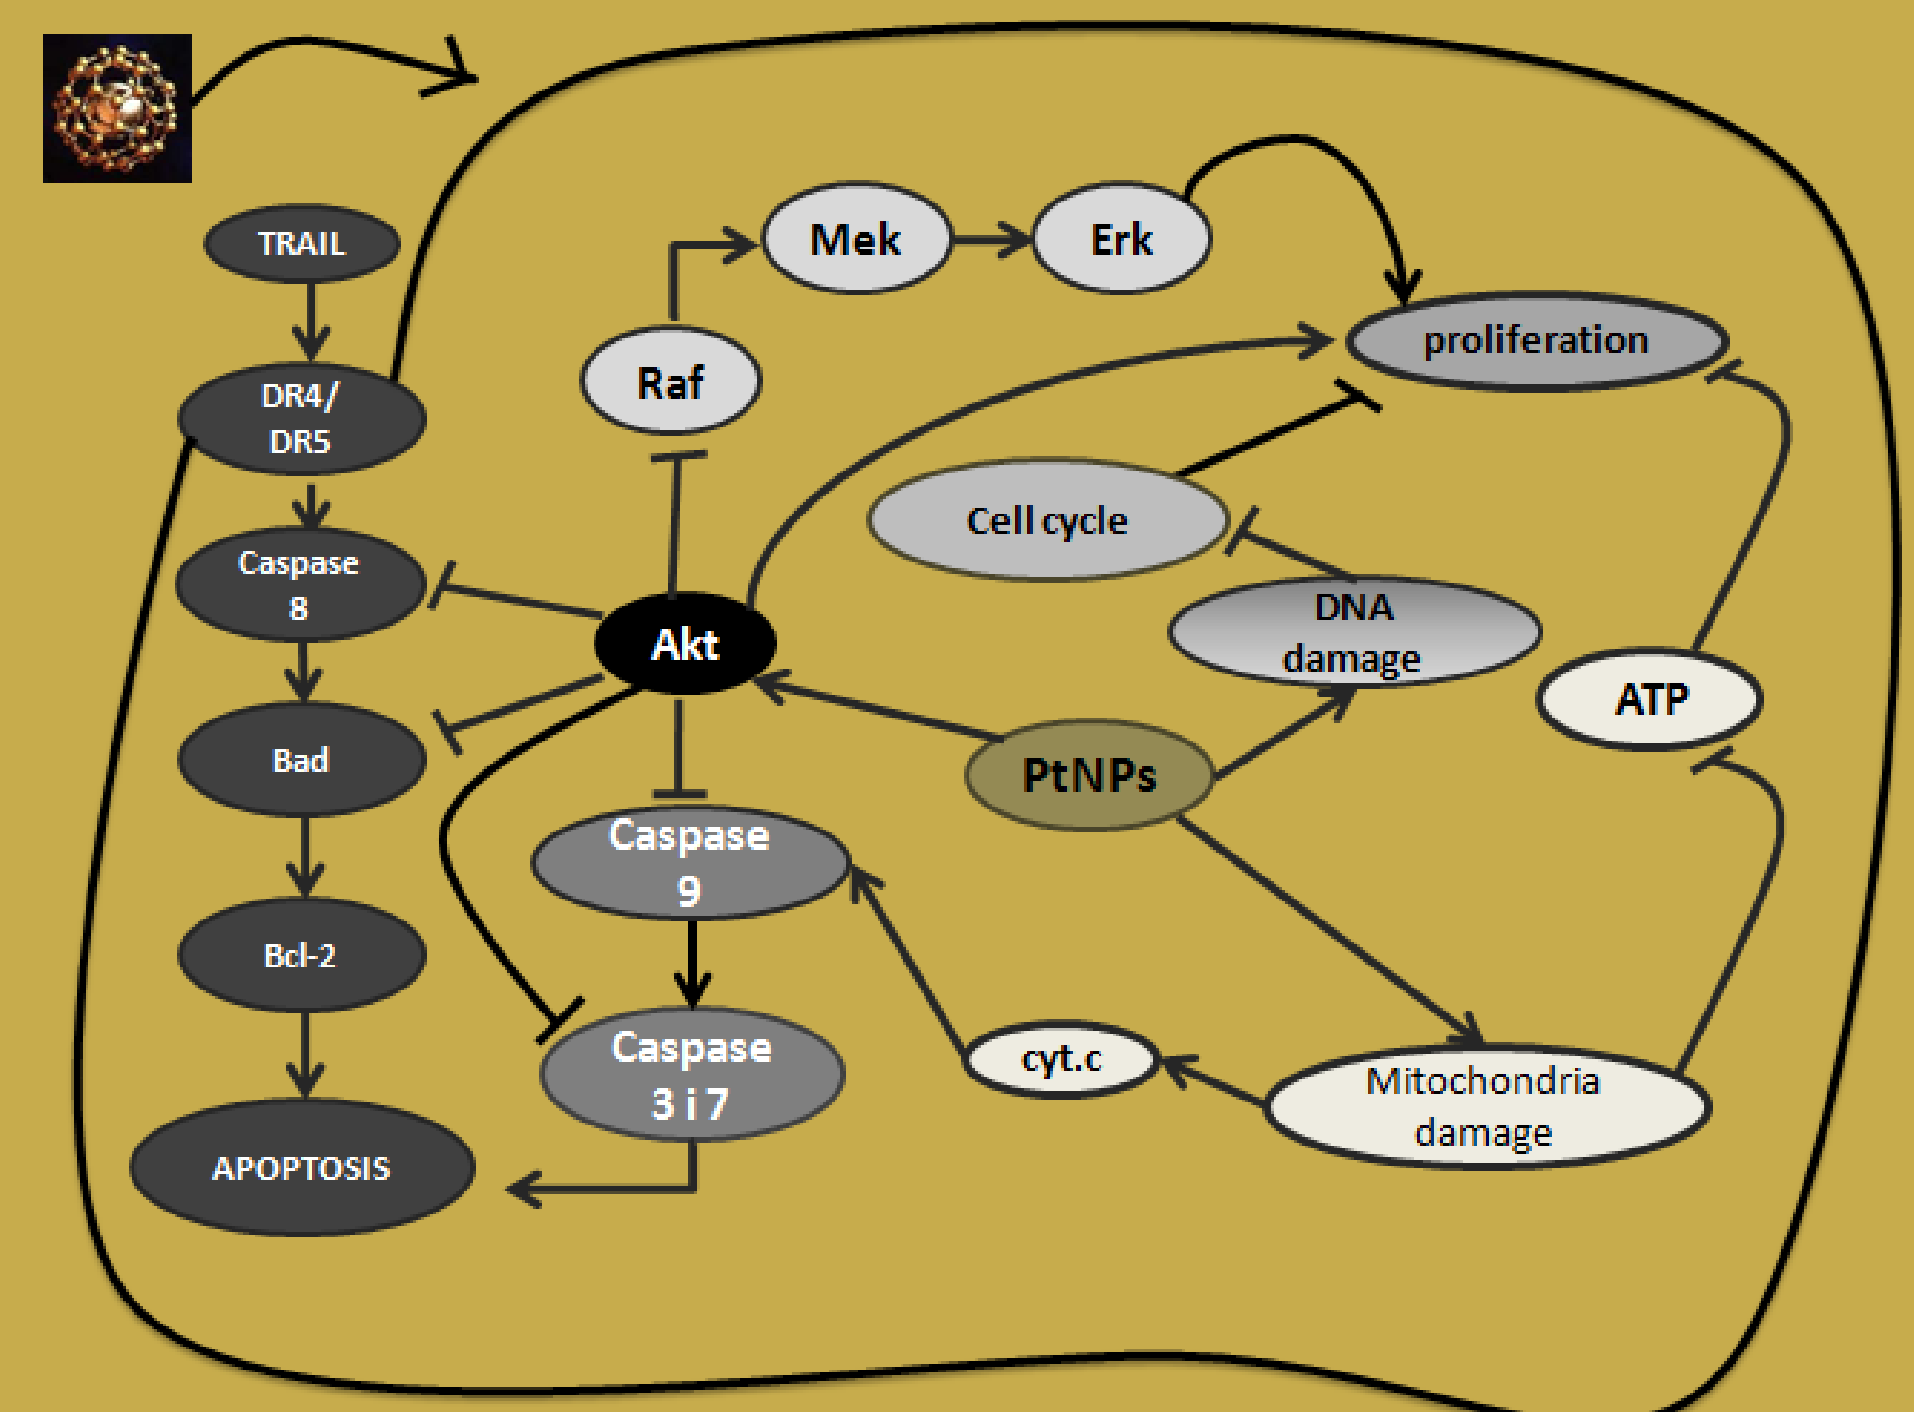 TRAIL
DR4/
DR5
Caspase
8
Bad
Bcl-2
APOPTOSIS
Raf
Mek
Erk
proliferation
Cell cycle
DNA
damage
ATP
Akt
PtNPs
Caspase
9
Caspase
3 i 7
cyt.c
Mitochondria
damage